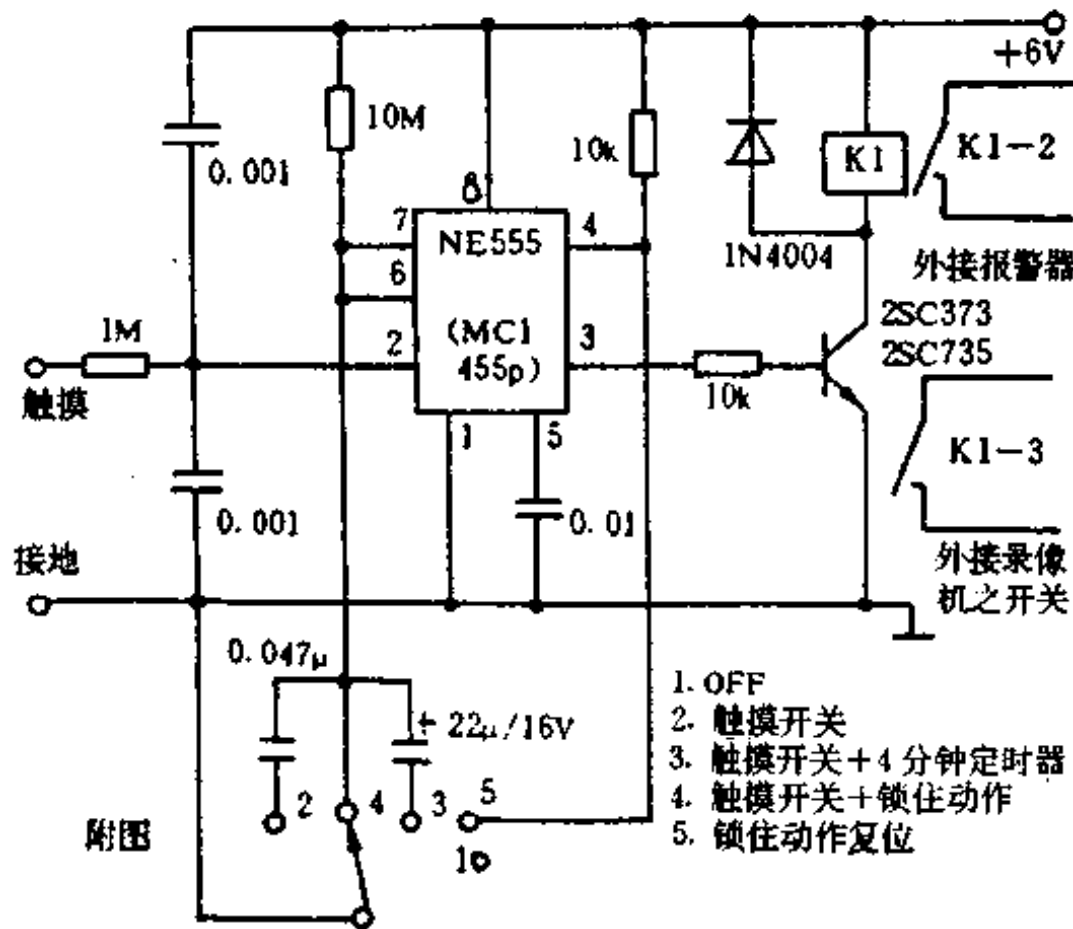 +6V
10M
10k
0.001
K1
K1-2
8
7
NE555
4
1N4004
外接报警器
6
1M
2
(MC1
455p)
3
2SC373
2SC735
触摸
10k
1
5
K1-3
0.001
0.01
接地
外接录像
机之开关
0.047μ
+ 22μ/16V
1. OFF
2. 触摸开关
3. 触摸开关+4分钟定时器
4. 触摸开关+锁住动作
5. 锁住动作复位
2
4
3
5
1
附图